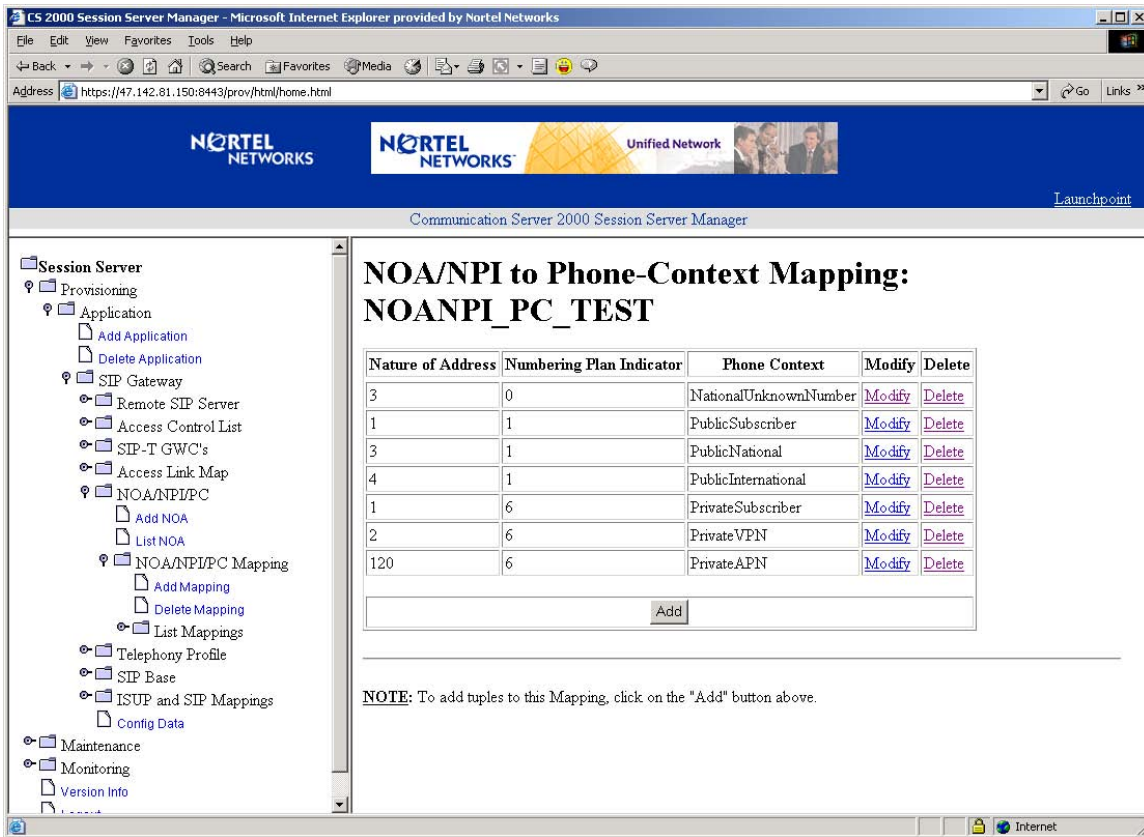 CS 2000 Session Server Manager - Microsoft Internet Explorer provided by Nortel Networks
File Edit View Favorites Tools Help
Back Search Favorites Media
Address https://47.142.81.150:8443/prov/html/home.html Go Links »
NORTEL NETWORKS
NORTEL NETWORKS™ Unified Network
Launchpoint
Communication Server 2000 Session Server Manager
Session Server
Provisioning
Application
Add Application
Delete Application
SIP Gateway
Remote SIP Server
Access Control List
SIP-T GWC's
Access Link Map
NOA/NPI/PC
Add NOA
List NOA
NOA/NPI/PC Mapping
Add Mapping
Delete Mapping
List Mappings
Telephony Profile
SIP Base
ISUP and SIP Mappings
Config Data
Maintenance
Monitoring
Version Info
NOA/NPI to Phone-Context Mapping:
NOANPI_PC_TEST
Nature of Address Numbering Plan Indicator Phone Context Modify Delete
3 0 NationalUnknownNumber Modify Delete
1 1 PublicSubscriber Modify Delete
3 1 PublicNational Modify Delete
4 1 PublicInternational Modify Delete
1 6 PrivateSubscriber Modify Delete
2 6 PrivateVPN Modify Delete
120 6 PrivateAPN Modify Delete
Add
NOTE: To add tuples to this Mapping, click on the "Add" button above.
Internet